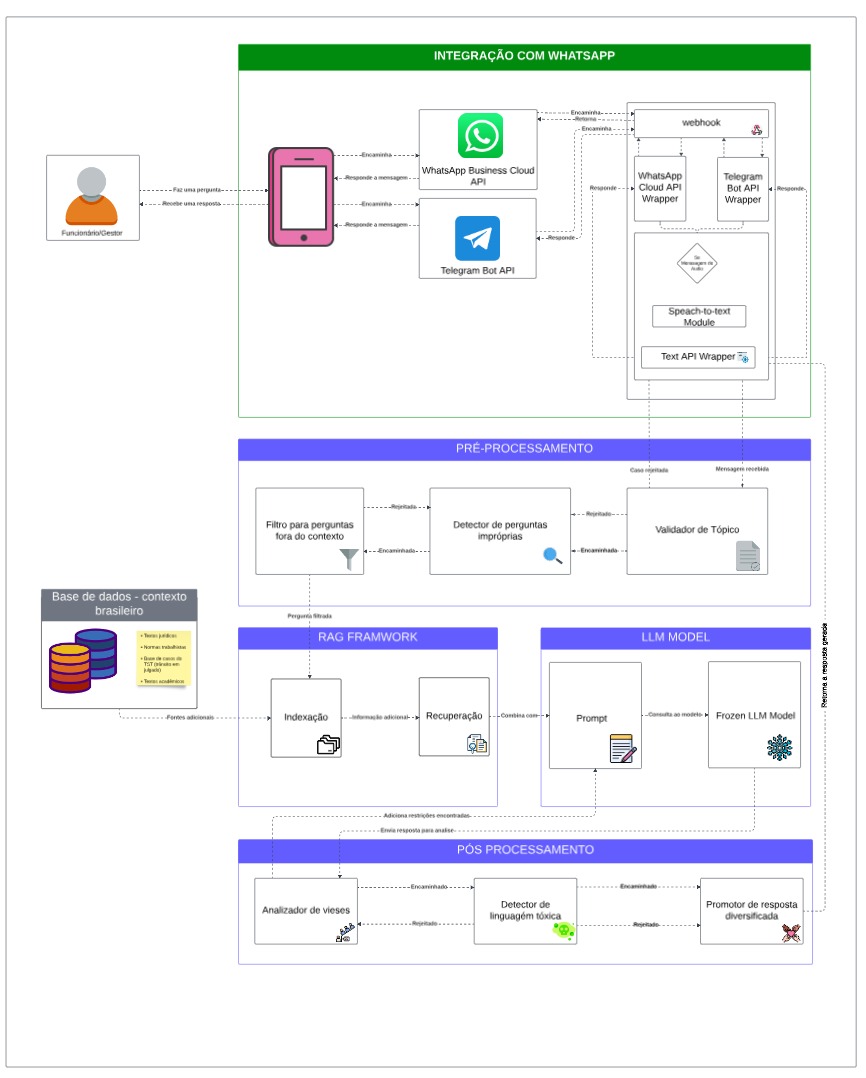 INTEGRAÇÃO COM WHATSAPP
Funcionário/Gestor
Faz uma pergunta
Recebe uma resposta
Encaminha
Responde a mensagem
Encaminha
Responde a mensagem
WhatsApp Business Cloud
API
Telegram Bot API
Encaminha
Retorna
Encaminha
Responde
webhook
WhatsApp
Cloud API
Wrapper
Telegram
Bot API
Wrapper
Responde
Responde
Se
Mensagem de
Audio
Speach-to-text
Module
Text API Wrapper
PRÉ-PROCESSAMENTO
Caso rejeitada
Mensagem recebida
Filtro para perguntas
fora do contexto
Rejeitada
Encaminhada
Detector de perguntas
impróprias
Rejeitado
Encaminhada
Validador de Tópico
Pergunta filtrada
Base de dados - contexto
brasileiro
• Textos jurídicos
• Normas trabalhistas
• Base de casos do
TST (trânsito em
julgado)
• Textos acadêmicos
Fontes adicionais
RAG FRAMWORK
Indexação
Informação adicional
Recuperação
Combina com
LLM MODEL
Prompt
Consulta ao modelo
Frozen LLM Model
Retorna a resposta gerada
Adiciona restrições encontradas
Envia resposta para analise
PÓS PROCESSAMENTO
Analizador de vieses
Encaminhado
Rejeitado
Detector de
linguagém tóxica
Encaminhado
Rejeitado
Promotor de resposta
diversificada